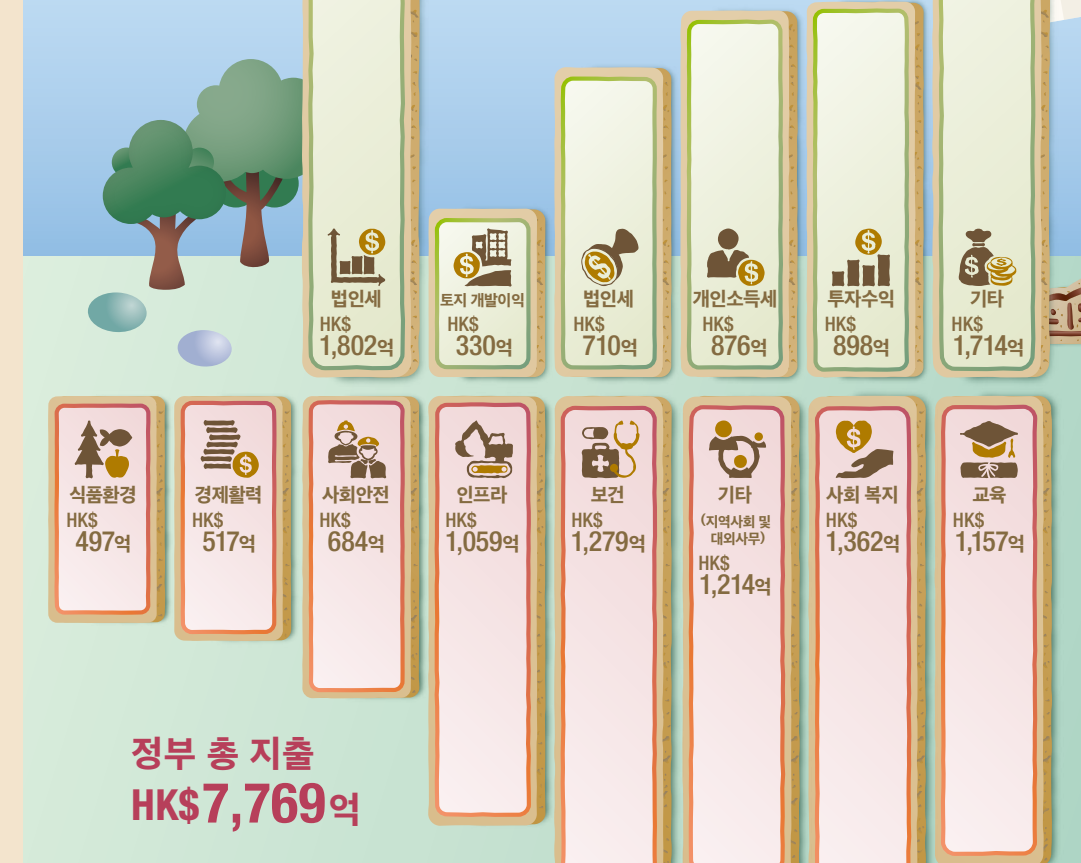 법인세
HK$
1,802억
토지 개발이익
HK$
330억
법인세
HK$
710억
개인소득세
HK$
876억
투자수익
HK$
898억
기타
HK$
1,714억
식품환경
HK$
497억
경제활력
HK$
517억
사회안전
HK$
684억
인프라
HK$
1,059억
보건
HK$
1,279억
기타
(지역사회 및
대외사무)
HK$
1,214억
사회 복지
HK$
1,362억
교육
HK$
1,157억
정부 총 지출
HK$7,769억